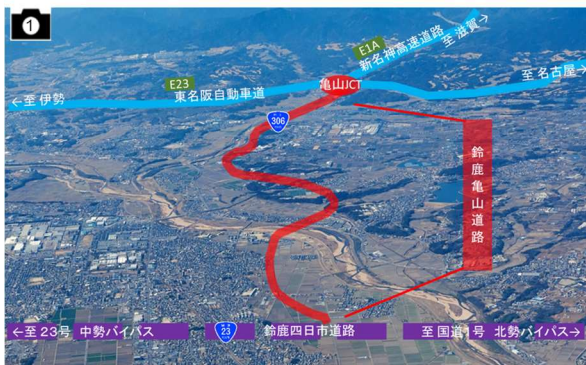 ①
E1A
新名神高速道路
至滋賀→
E23
亀山JCT
至名古屋→
←至伊勢
東名阪自動車道
306
鈴鹿亀山道路
←至23号 中勢バイパス
23
鈴鹿四日市道路
至国道1号 北勢バイパス→